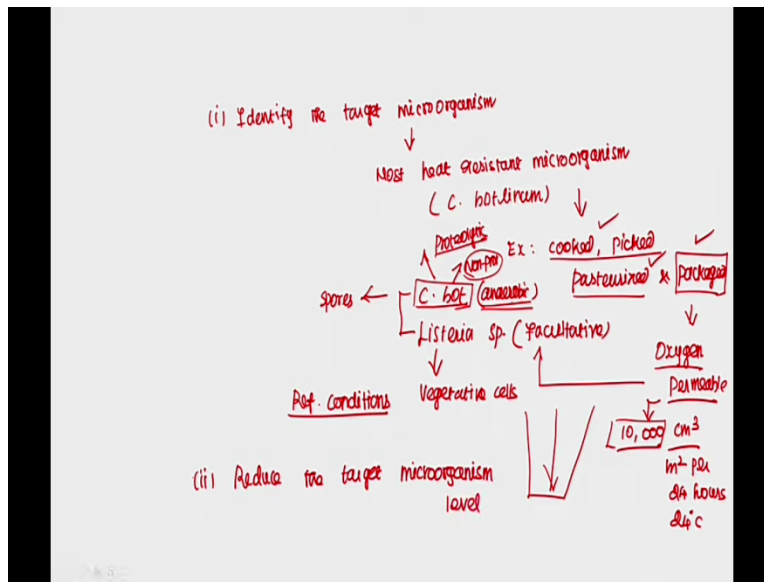 (i) Identify the target microorganism
Most heat resistant microorganism
(C. botlinum)
Proteolytic
Ex: cooked, picked
Non-pro
pasteurized & packaged
spores ← C. bot (anaerobic)
Listeria sp. (facultative)
Oxygen
Permeable
Ref. conditions
Vegetative cells
10,000 cm3
m2 per
24 hours
24°C
(ii) Reduce the target microorganism
level